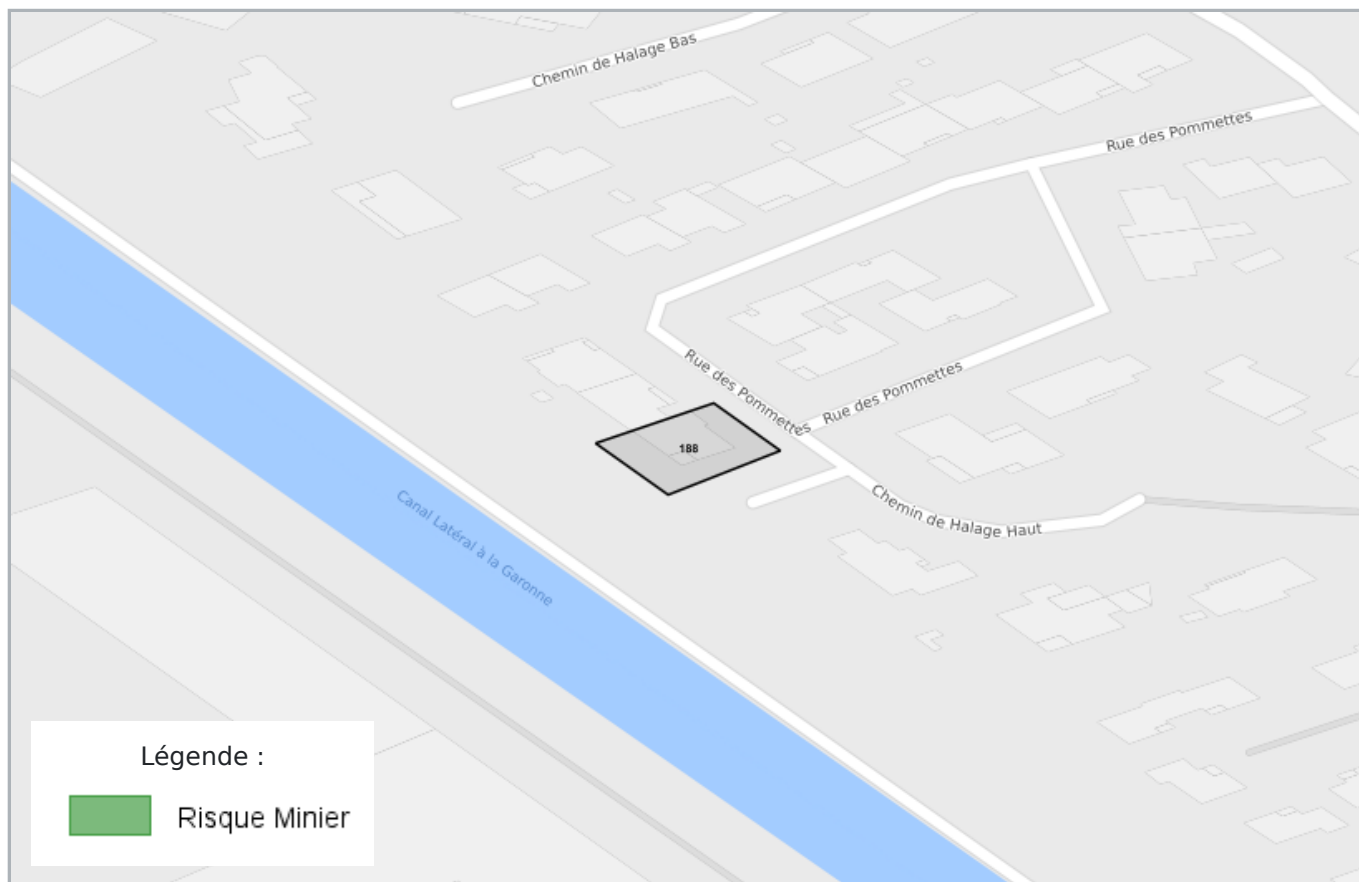 Chemin de Halage Bas
Rue des Pommettes
Rue des Pommettes
Rue des Pommettes
188
Canal Latéral à la Garonne
Chemin de Halage Haut
Légende :
Risque Minier